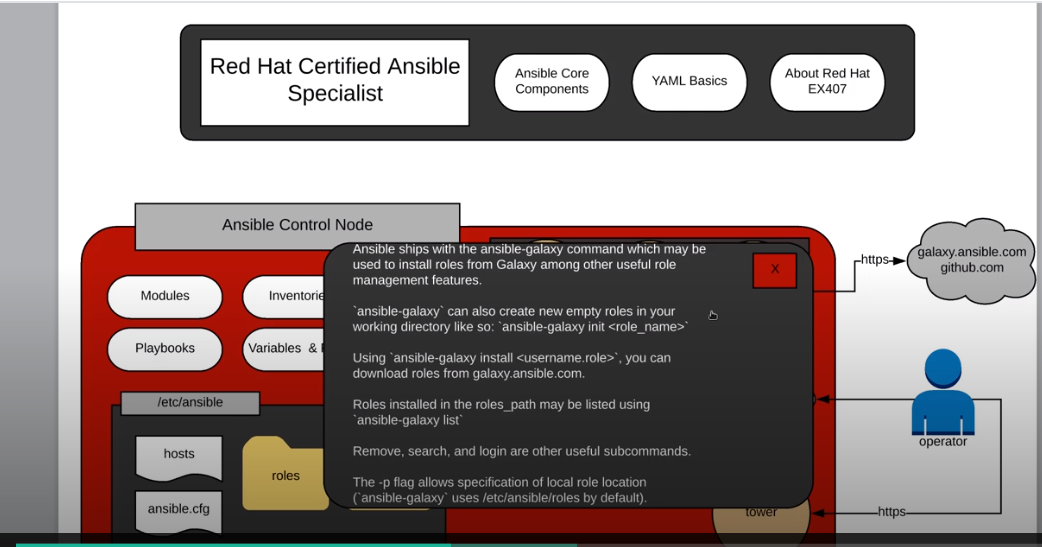 Red Hat Certified Ansible
Specialist
Ansible Core
Components
YAML Basics
About Red Hat
EX407
Ansible Control Node
Modules
Inventorie
Playbooks
Variables & F
/etc/ansible
hosts
roles
ansible.cfg
Ansible ships with the ansible-galaxy command which may be
used to install roles from Galaxy among other useful role
management features.
`ansible-galaxy` can also create new empty roles in your
working directory like so: `ansible-galaxy init <role_name>`
Using `ansible-galaxy install <username.role>`, you can
download roles from galaxy.ansible.com.
Roles installed in the roles_path may be listed using
`ansible-galaxy list`
Remove, search, and login are other useful subcommands.
The -p flag allows specification of local role location
(`ansible-galaxy` uses /etc/ansible/roles by default).
X
https
galaxy.ansible.com
github.com
operator
tower
https